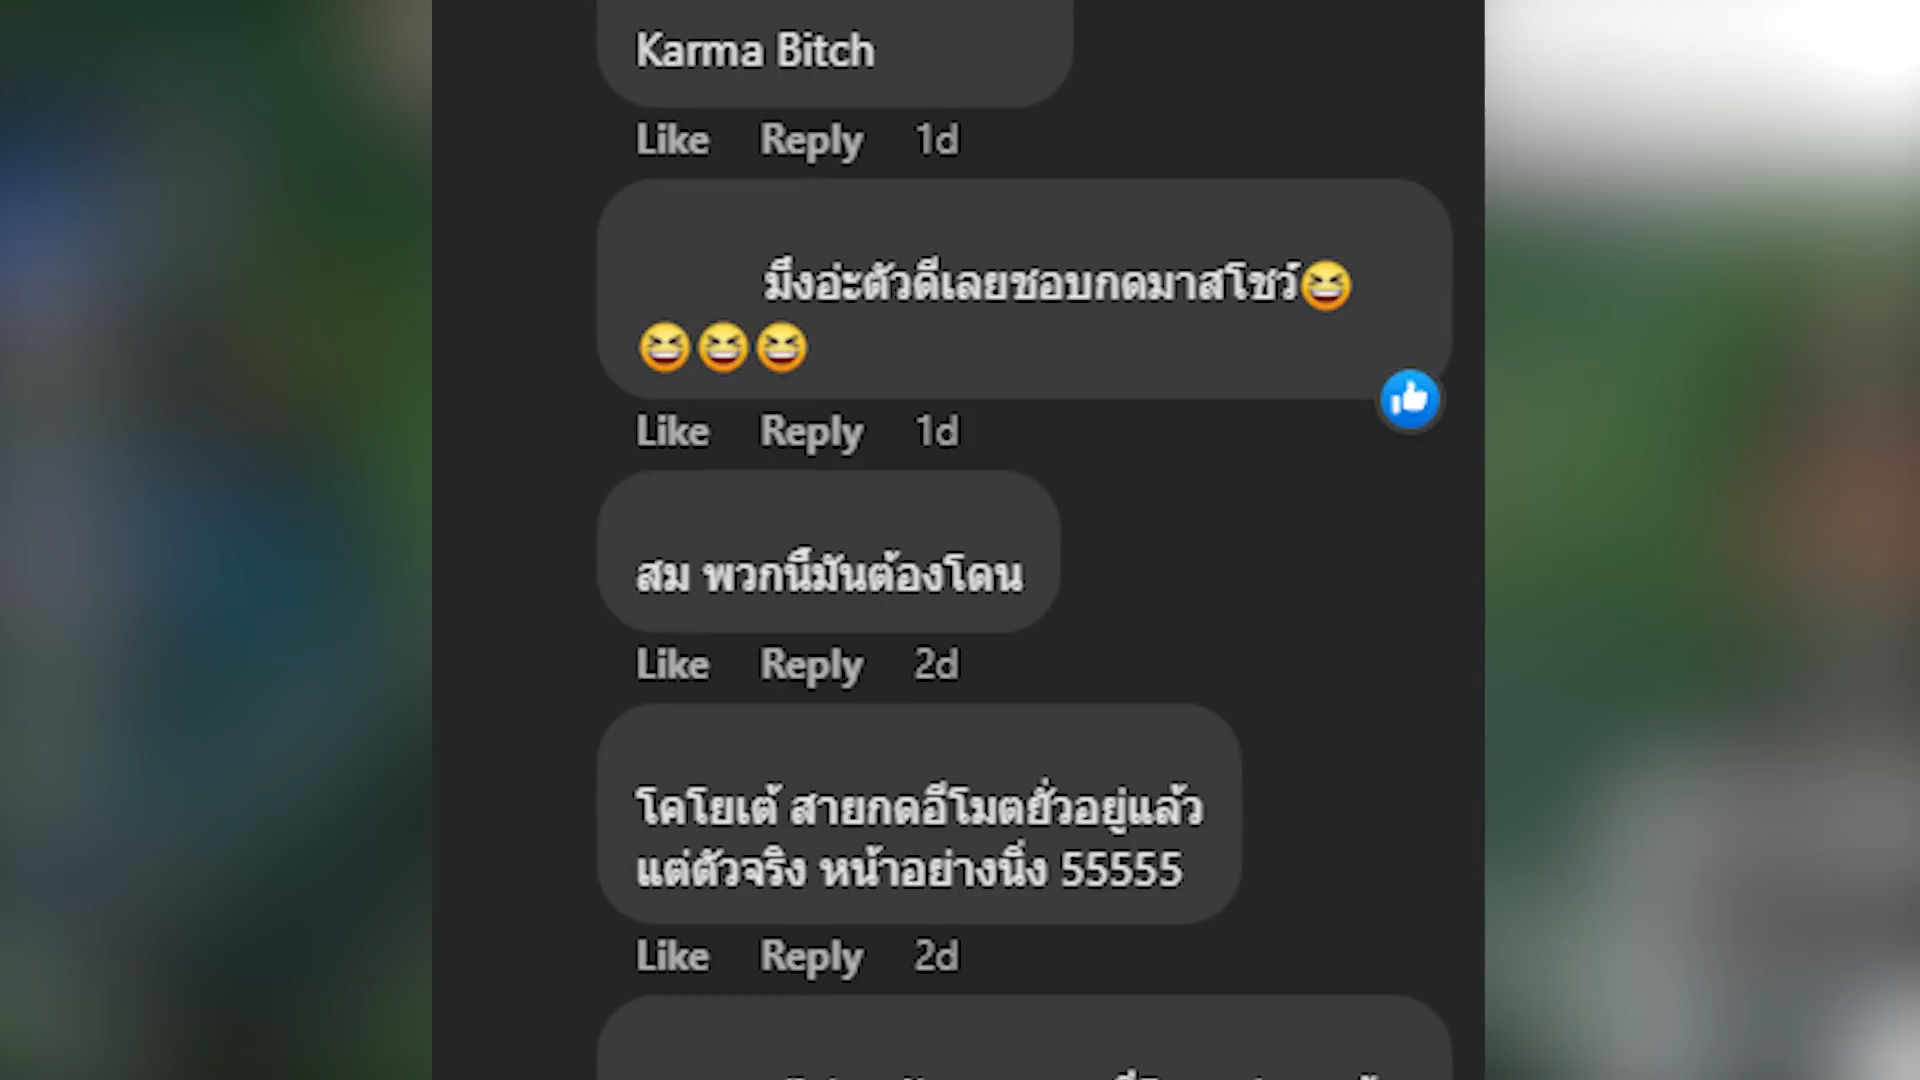 Karma Bitch
Like Reply 1d
มึงอ่ะตัวดีเลยชอบกดมาสโชว์😆
😆😆😆
Like Reply 1d
สม พวกนี้มันต้องโดน
Like Reply 2d
โคโยเต้ สายกดอีโมตยั่วอยู่แล้ว
แต่ตัวจริง หน้าอย่างนิ่ง 55555
Like Reply 2d